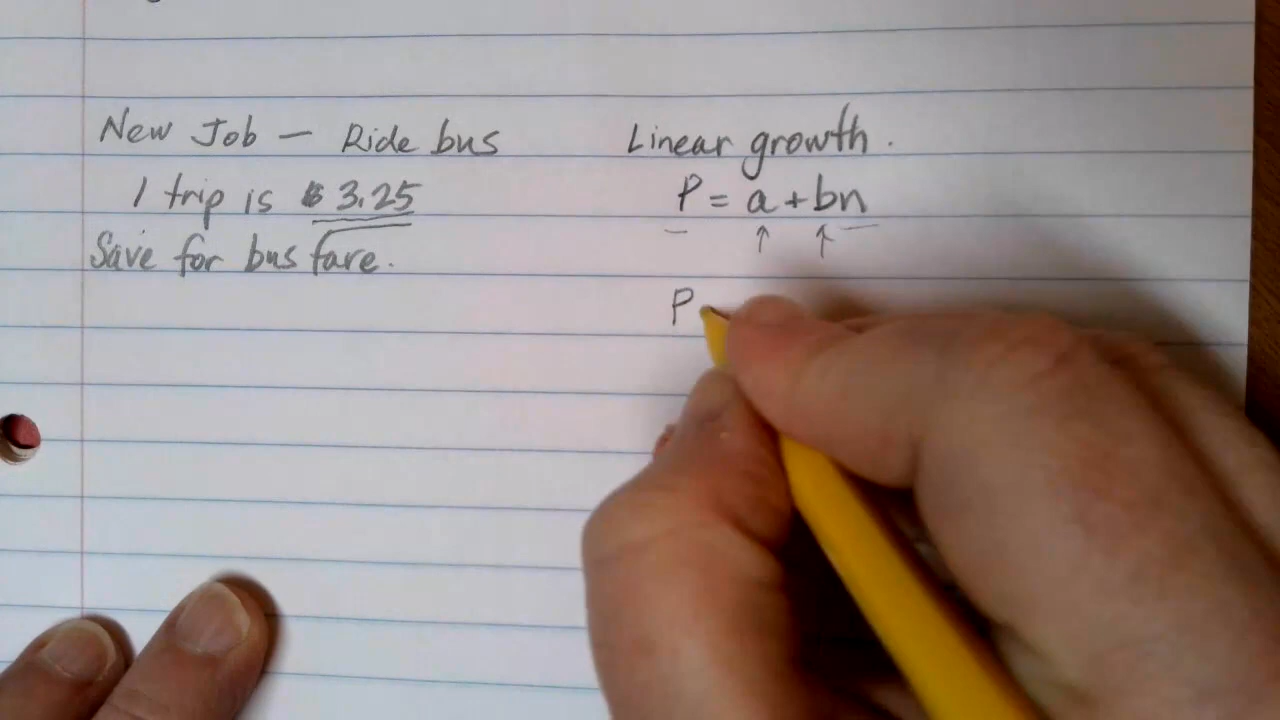 New Job — Ride bus
1 trip is $3.25
Save for bus fare.
Linear growth.
P = a + bn
P